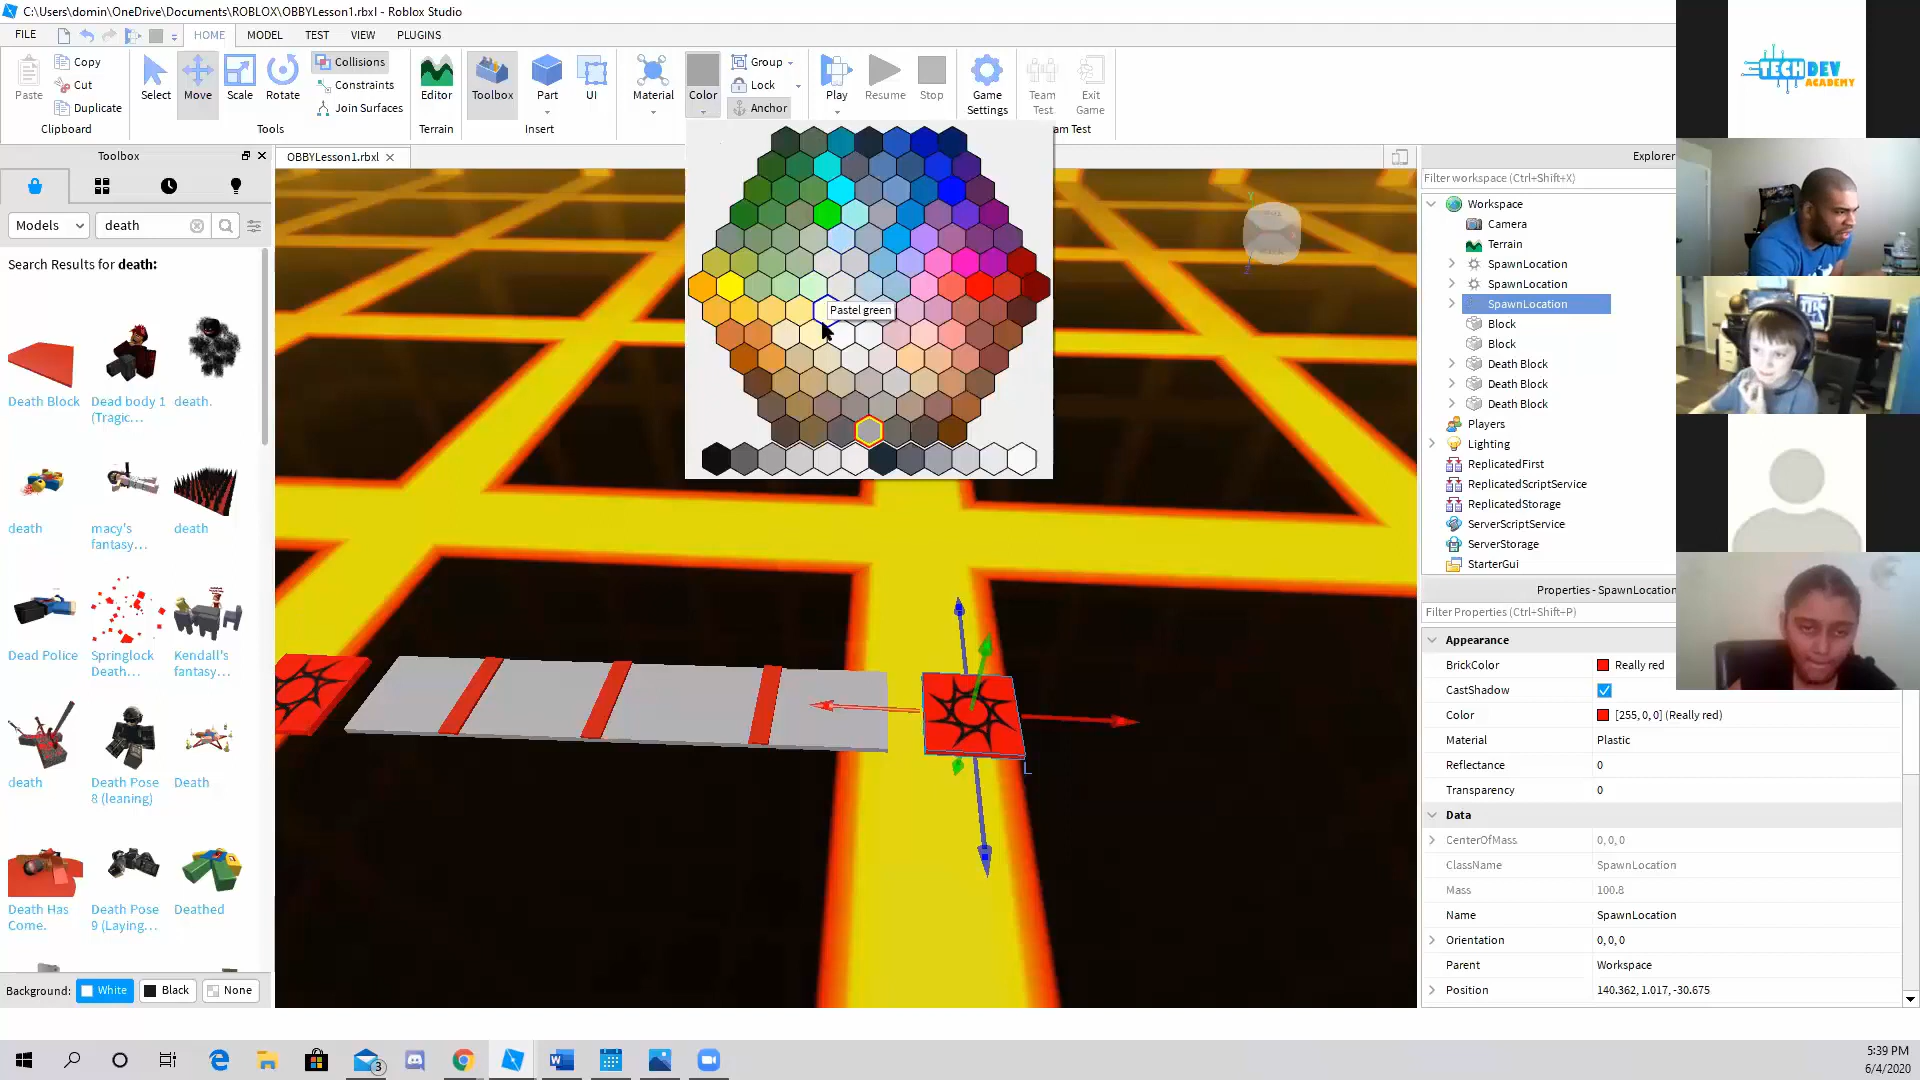 C:\Users\domin\OneDrive\Documents\ROBLOX\OBBYLesson1.rbxl - Roblox Studio
FILE HOME MODEL TEST VIEW PLUGINS
Paste Copy Cut Duplicate
Clipboard
Select Move Scale Rotate
Collisions
Constraints
Join Surfaces
Tools
Editor
Terrain
Toolbox Part UI
Insert
Material Color
Group
Lock
Anchor
Play Resume Stop
Game Settings
Team Test
Exit Game
am Test
Toolbox
OBBYLesson1.rbxl
Models
death
Search Results for death:
Death Block
Dead body 1 (Tragic...
death.
death
macy's fantasy...
death
Dead Police
Springlock Death...
Kendall's fantasy...
death
Death Pose 8 (leaning)
Death
Death Has Come.
Death Pose 9 (Laying...
Deathed
Background: White Black None
Pastel green
Explorer
Filter workspace (Ctrl+Shift+X)
Workspace
Camera
Terrain
SpawnLocation
SpawnLocation
SpawnLocation
Block
Block
Death Block
Death Block
Death Block
Players
Lighting
ReplicatedFirst
ReplicatedScriptService
ReplicatedStorage
ServerScriptService
ServerStorage
StarterGui
Properties - SpawnLocation
Filter Properties (Ctrl+Shift+P)
Appearance
BrickColor Really red
CastShadow
Color [255, 0, 0] (Really red)
Material Plastic
Reflectance 0
Transparency 0
Data
CenterOfMass 0, 0, 0
ClassName SpawnLocation
Mass 100.8
Name SpawnLocation
Orientation 0, 0, 0
Parent Workspace
Position 140.362, 1.017, -30.675
TECHDEV
ACADEMY
3
5:39 PM
6/4/2020